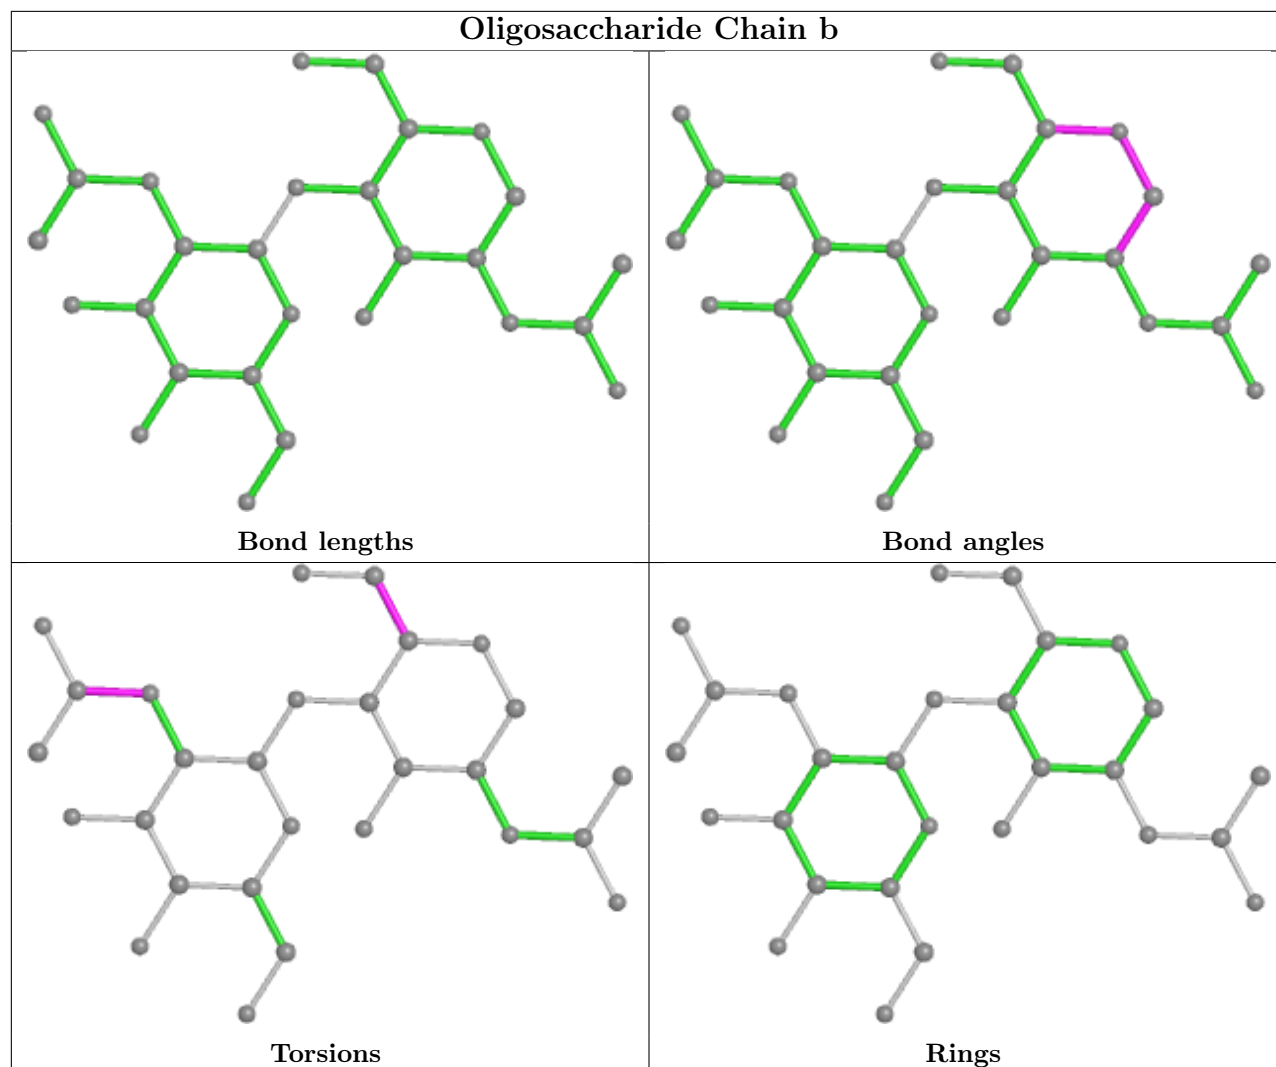 Oligosaccharide Chain b
Bond lengths
Bond angles
Torsions
Rings